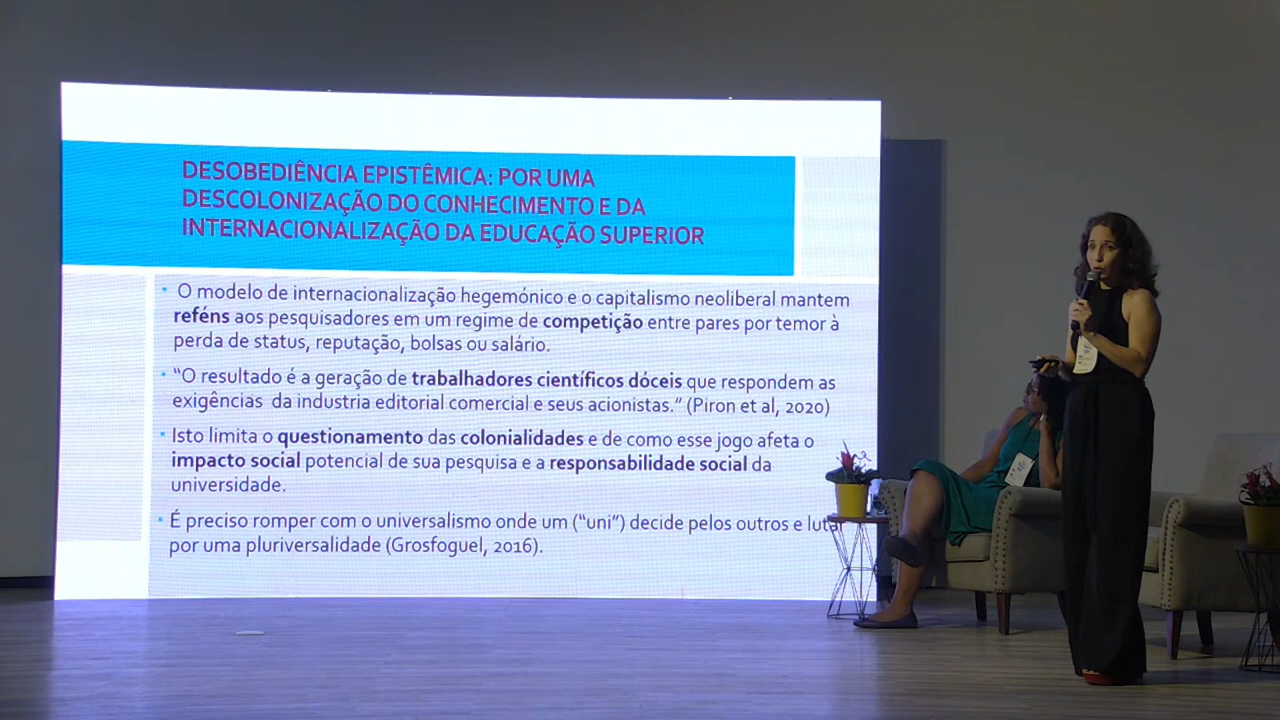 DESOBEDIÊNCIA EPISTÊMICA: POR UMA
DESCOLONIZAÇÃO DO CONHECIMENTO E DA
INTERNACIONALIZAÇÃO DA EDUCAÇÃO SUPERIOR
O modelo de internacionalização hegemónico e o capitalismo neoliberal mantem
reféns aos pesquisadores em um regime de competição entre pares por temor à
perda de status, reputação, bolsas ou salário.
“O resultado é a geração de trabalhadores científicos dóceis que respondem as
exigências da industria editorial comercial e seus acionistas.” (Piron et al, 2020)
Isto limita o questionamento das colonialidades e de como esse jogo afeta o
impacto social potencial de sua pesquisa e a responsabilidade social da
universidade.
É preciso romper com o universalismo onde um (“uni”) decide pelos outros e lutar
por uma pluriversalidade (Grosfoguel, 2016).